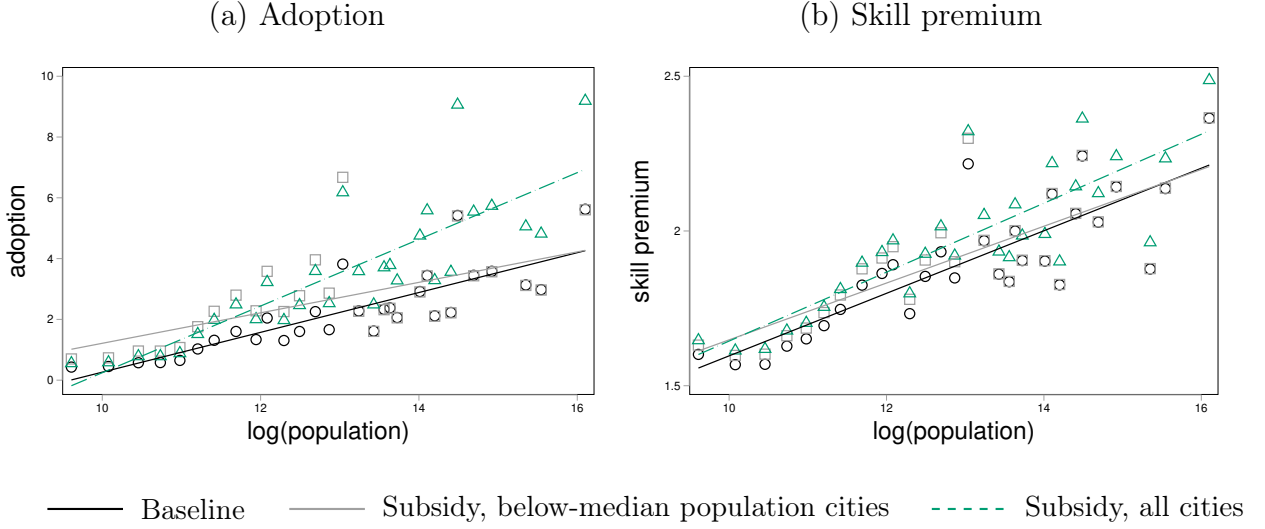 (a) Adoption
(b) Skill premium
10
8
6
4
2
0
adoption
10
12
14
16
log(population)
2.5
2
1.5
skill premium
10
12
14
16
log(population)
Baseline
Subsidy, below-median population cities
Subsidy, all cities